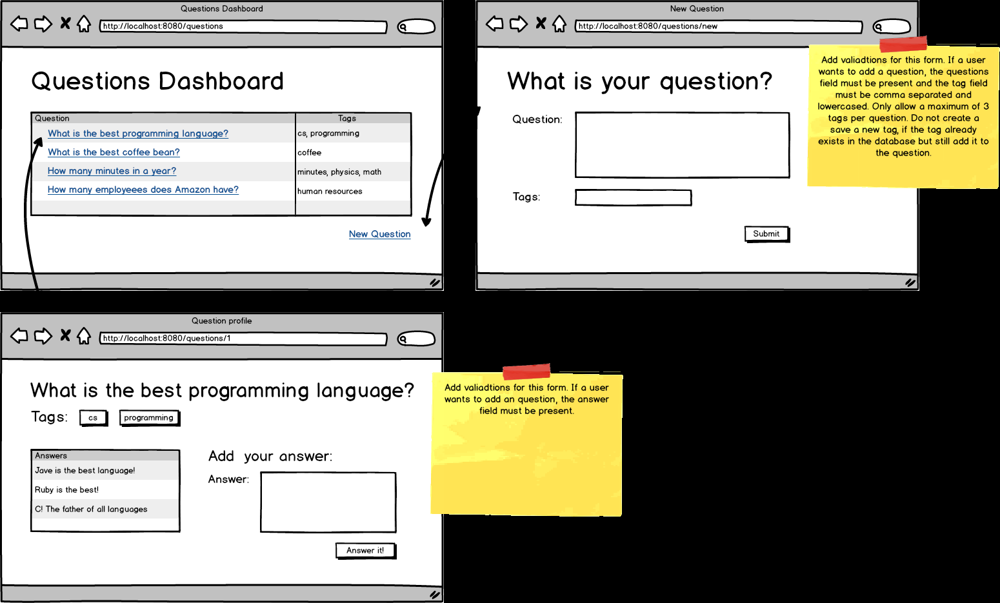 Questions Dashboard
http://localhost:8080/questions
Questions Dashboard
Question Tags
What is the best programming language? cs, programming
What is the best coffee bean? coffee
How many minutes in a year? minutes, physics, math
How many employeees does Amazon have? human resources
New Question
New Question
http://localhost:8080/questions/new
What is your question?
Question:
Tags:
Submit
Add valiadtions for this form. If a user
wants to add a question, the questions
field must be present and the tag field
must be comma separated and
lowercased. Only allow a maximum of 3
tags per question. Do not create a
save a new tag, if the tag already
exists in the database but still add it to
the question.
Question profile
http://localhost:8080/questions/1
What is the best programming language?
Tags: cs programming
Answers
Jave is the best language!
Ruby is the best!
C! The father of all languages
Add your answer:
Answer:
Answer it!
Add valiadtions for this form. If a user
wants to add an question, the answer
field must be present.